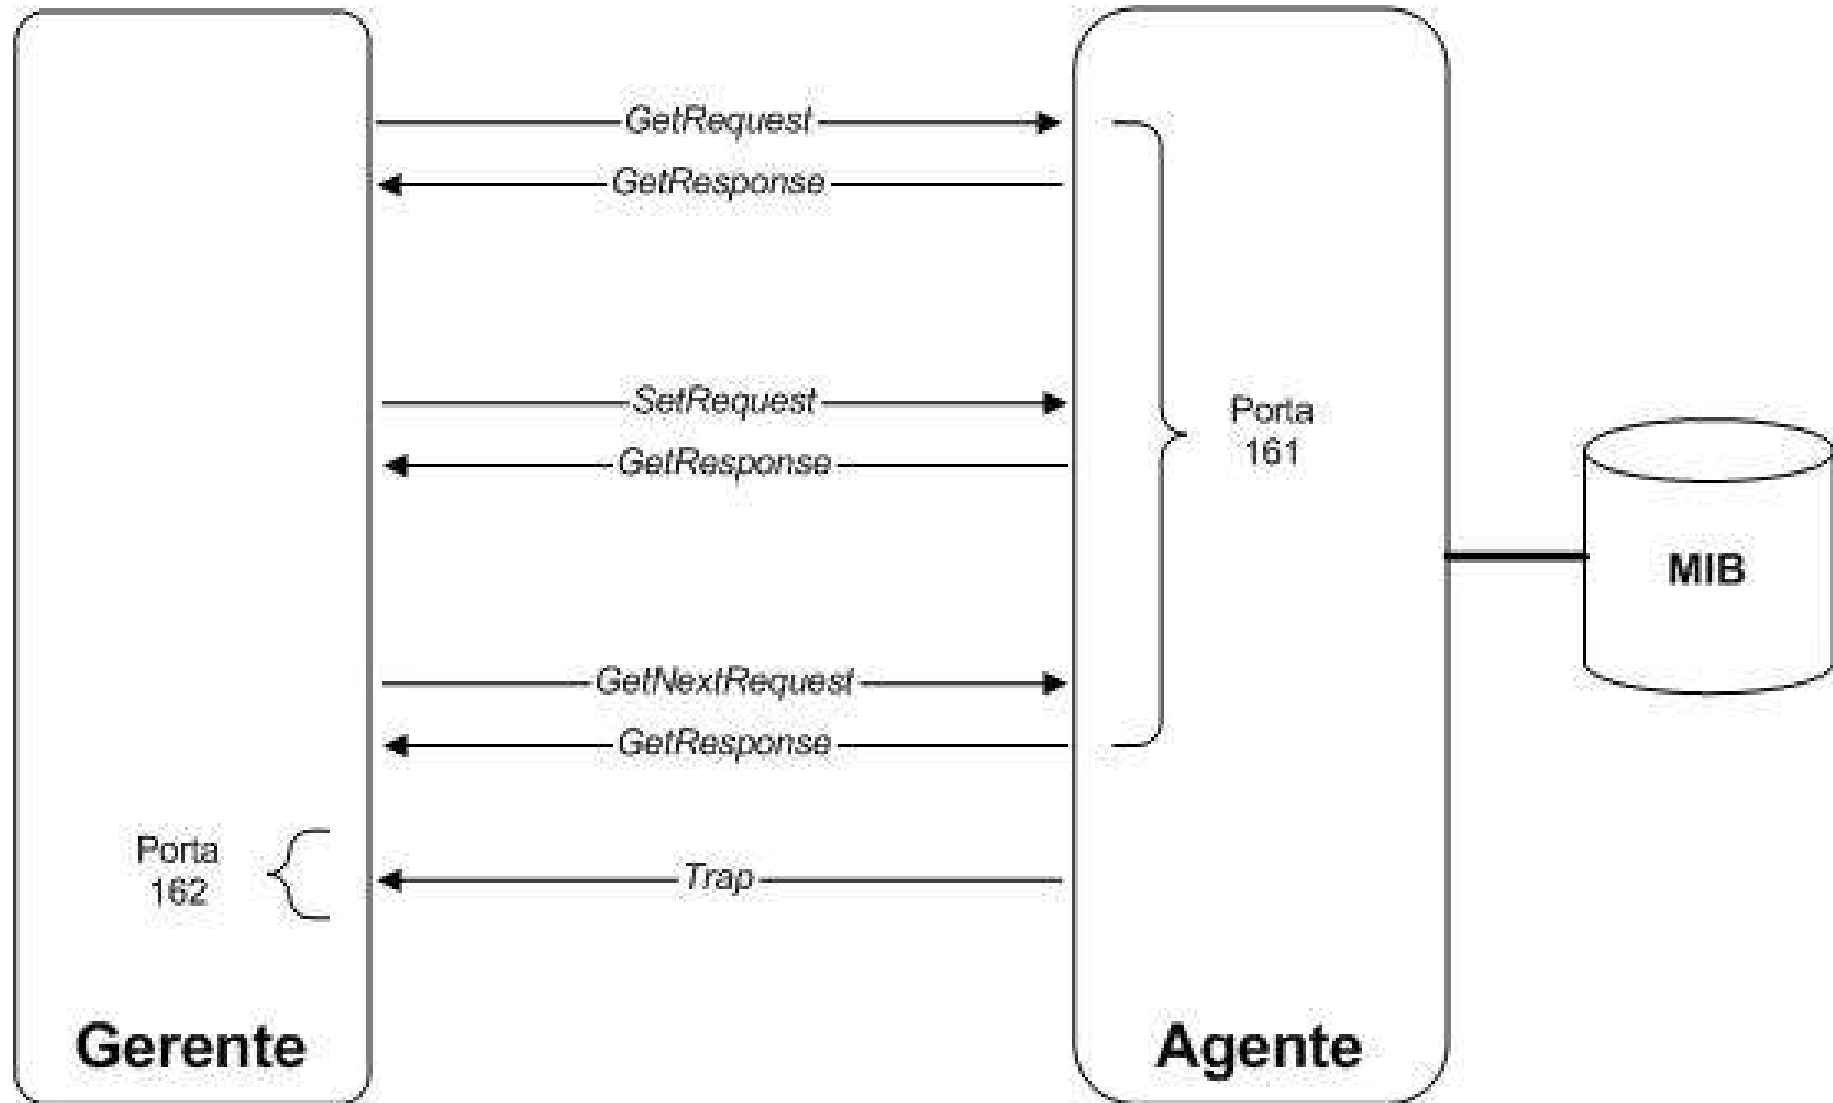 GetRequest
GetResponse
SetRequest
Porta
161
GetResponse
MIB
GetNextRequest
GetResponse
Porta
162
Trap
Gerente
Agente